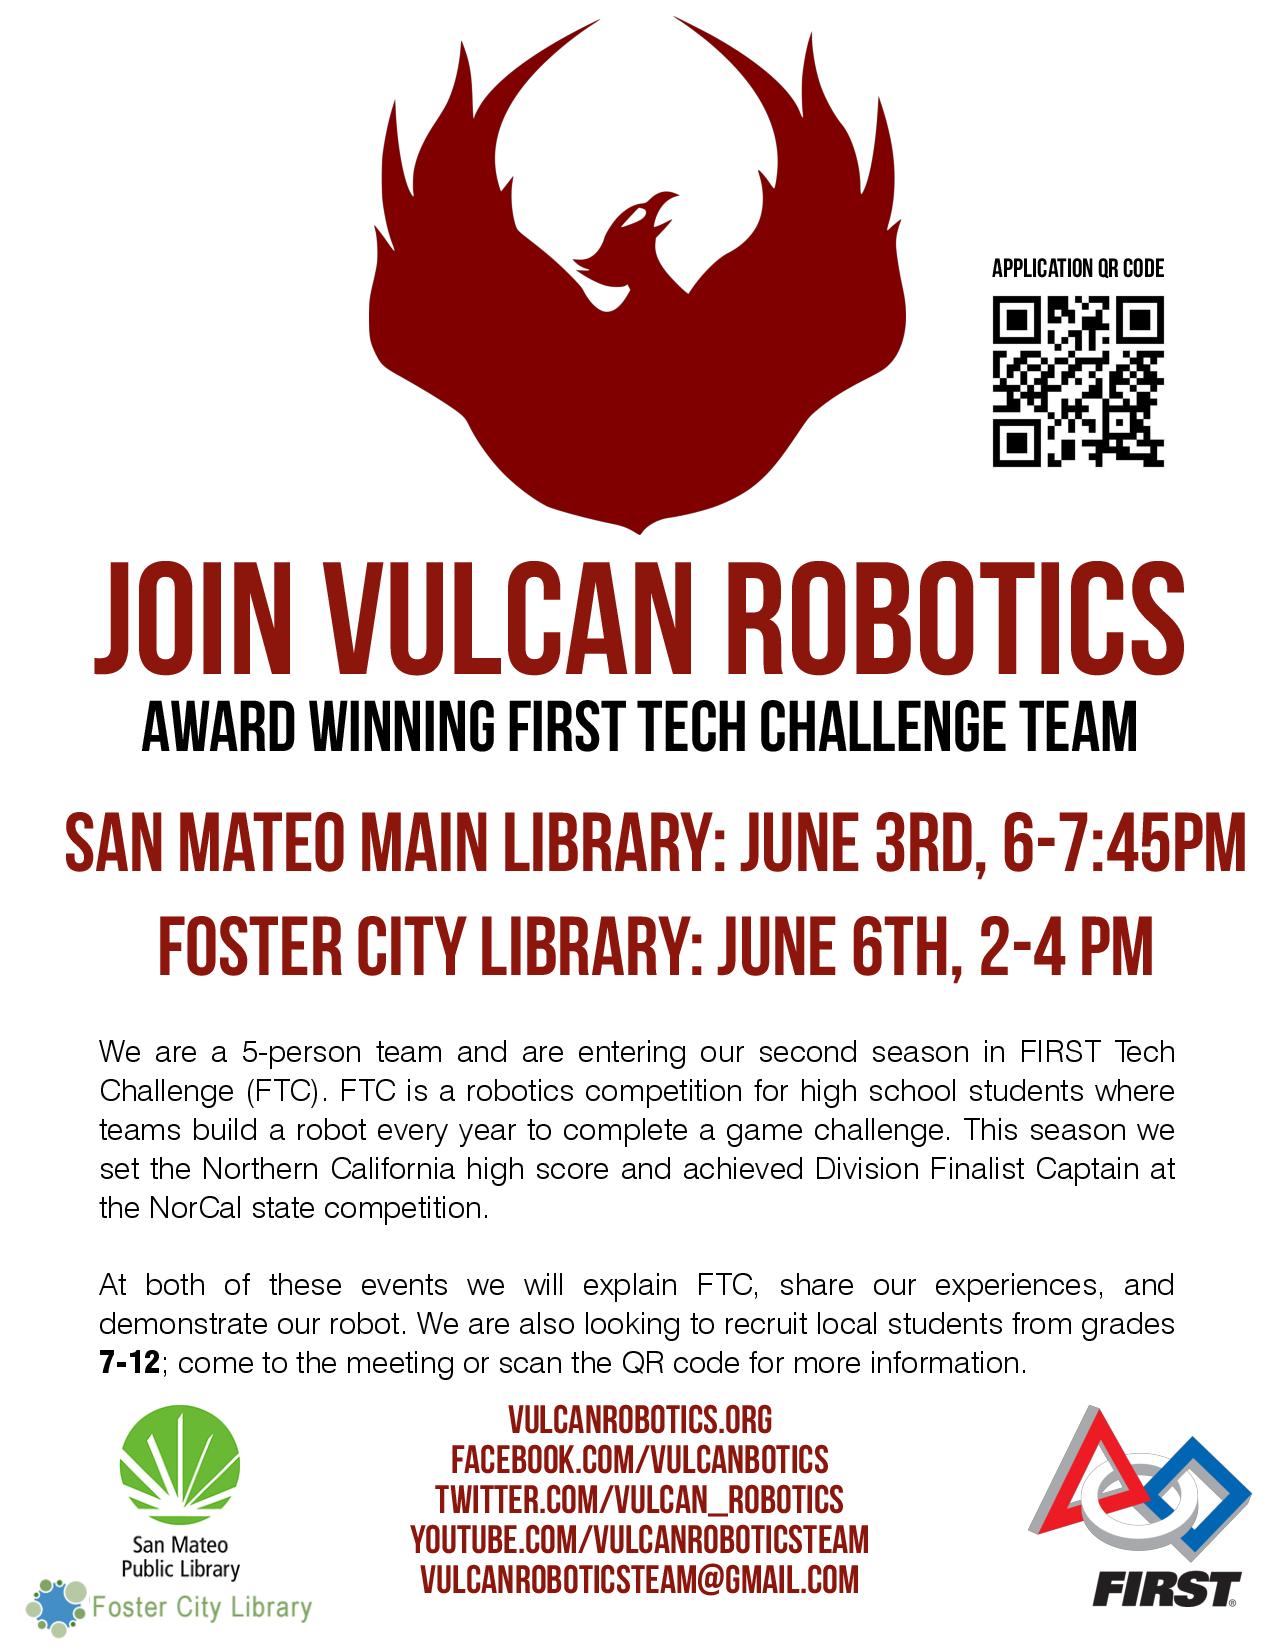 APPLICATION QR CODE
JOIN VULCAN ROBOTICS
AWARD WINNING FIRST TECH CHALLENGE TEAM
SAN MATEO MAIN LIBRARY: JUNE 3RD, 6-7:45PM
FOSTER CITY LIBRARY: JUNE 6TH, 2-4 PM
We are a 5-person team and are entering our second season in FIRST Tech
Challenge (FTC). FTC is a robotics competition for high school students where
teams build a robot every year to complete a game challenge. This season we
set the Northern California high score and achieved Division Finalist Captain at
the NorCal state competition.
At both of these events we will explain FTC, share our experiences, and
demonstrate our robot. We are also looking to recruit local students from grades
7-12; come to the meeting or scan the QR code for more information.
VULCANROBOTICS.ORG
FACEBOOK.COM/VULCANBOTICS
TWITTER.COM/VULCAN_ROBOTICS
YOUTUBE.COM/VULCANROBOTICSTEAM
VULCANROBOTICSTEAM@GMAIL.COM
San Mateo
Public Library
Foster City Library
FIRST®